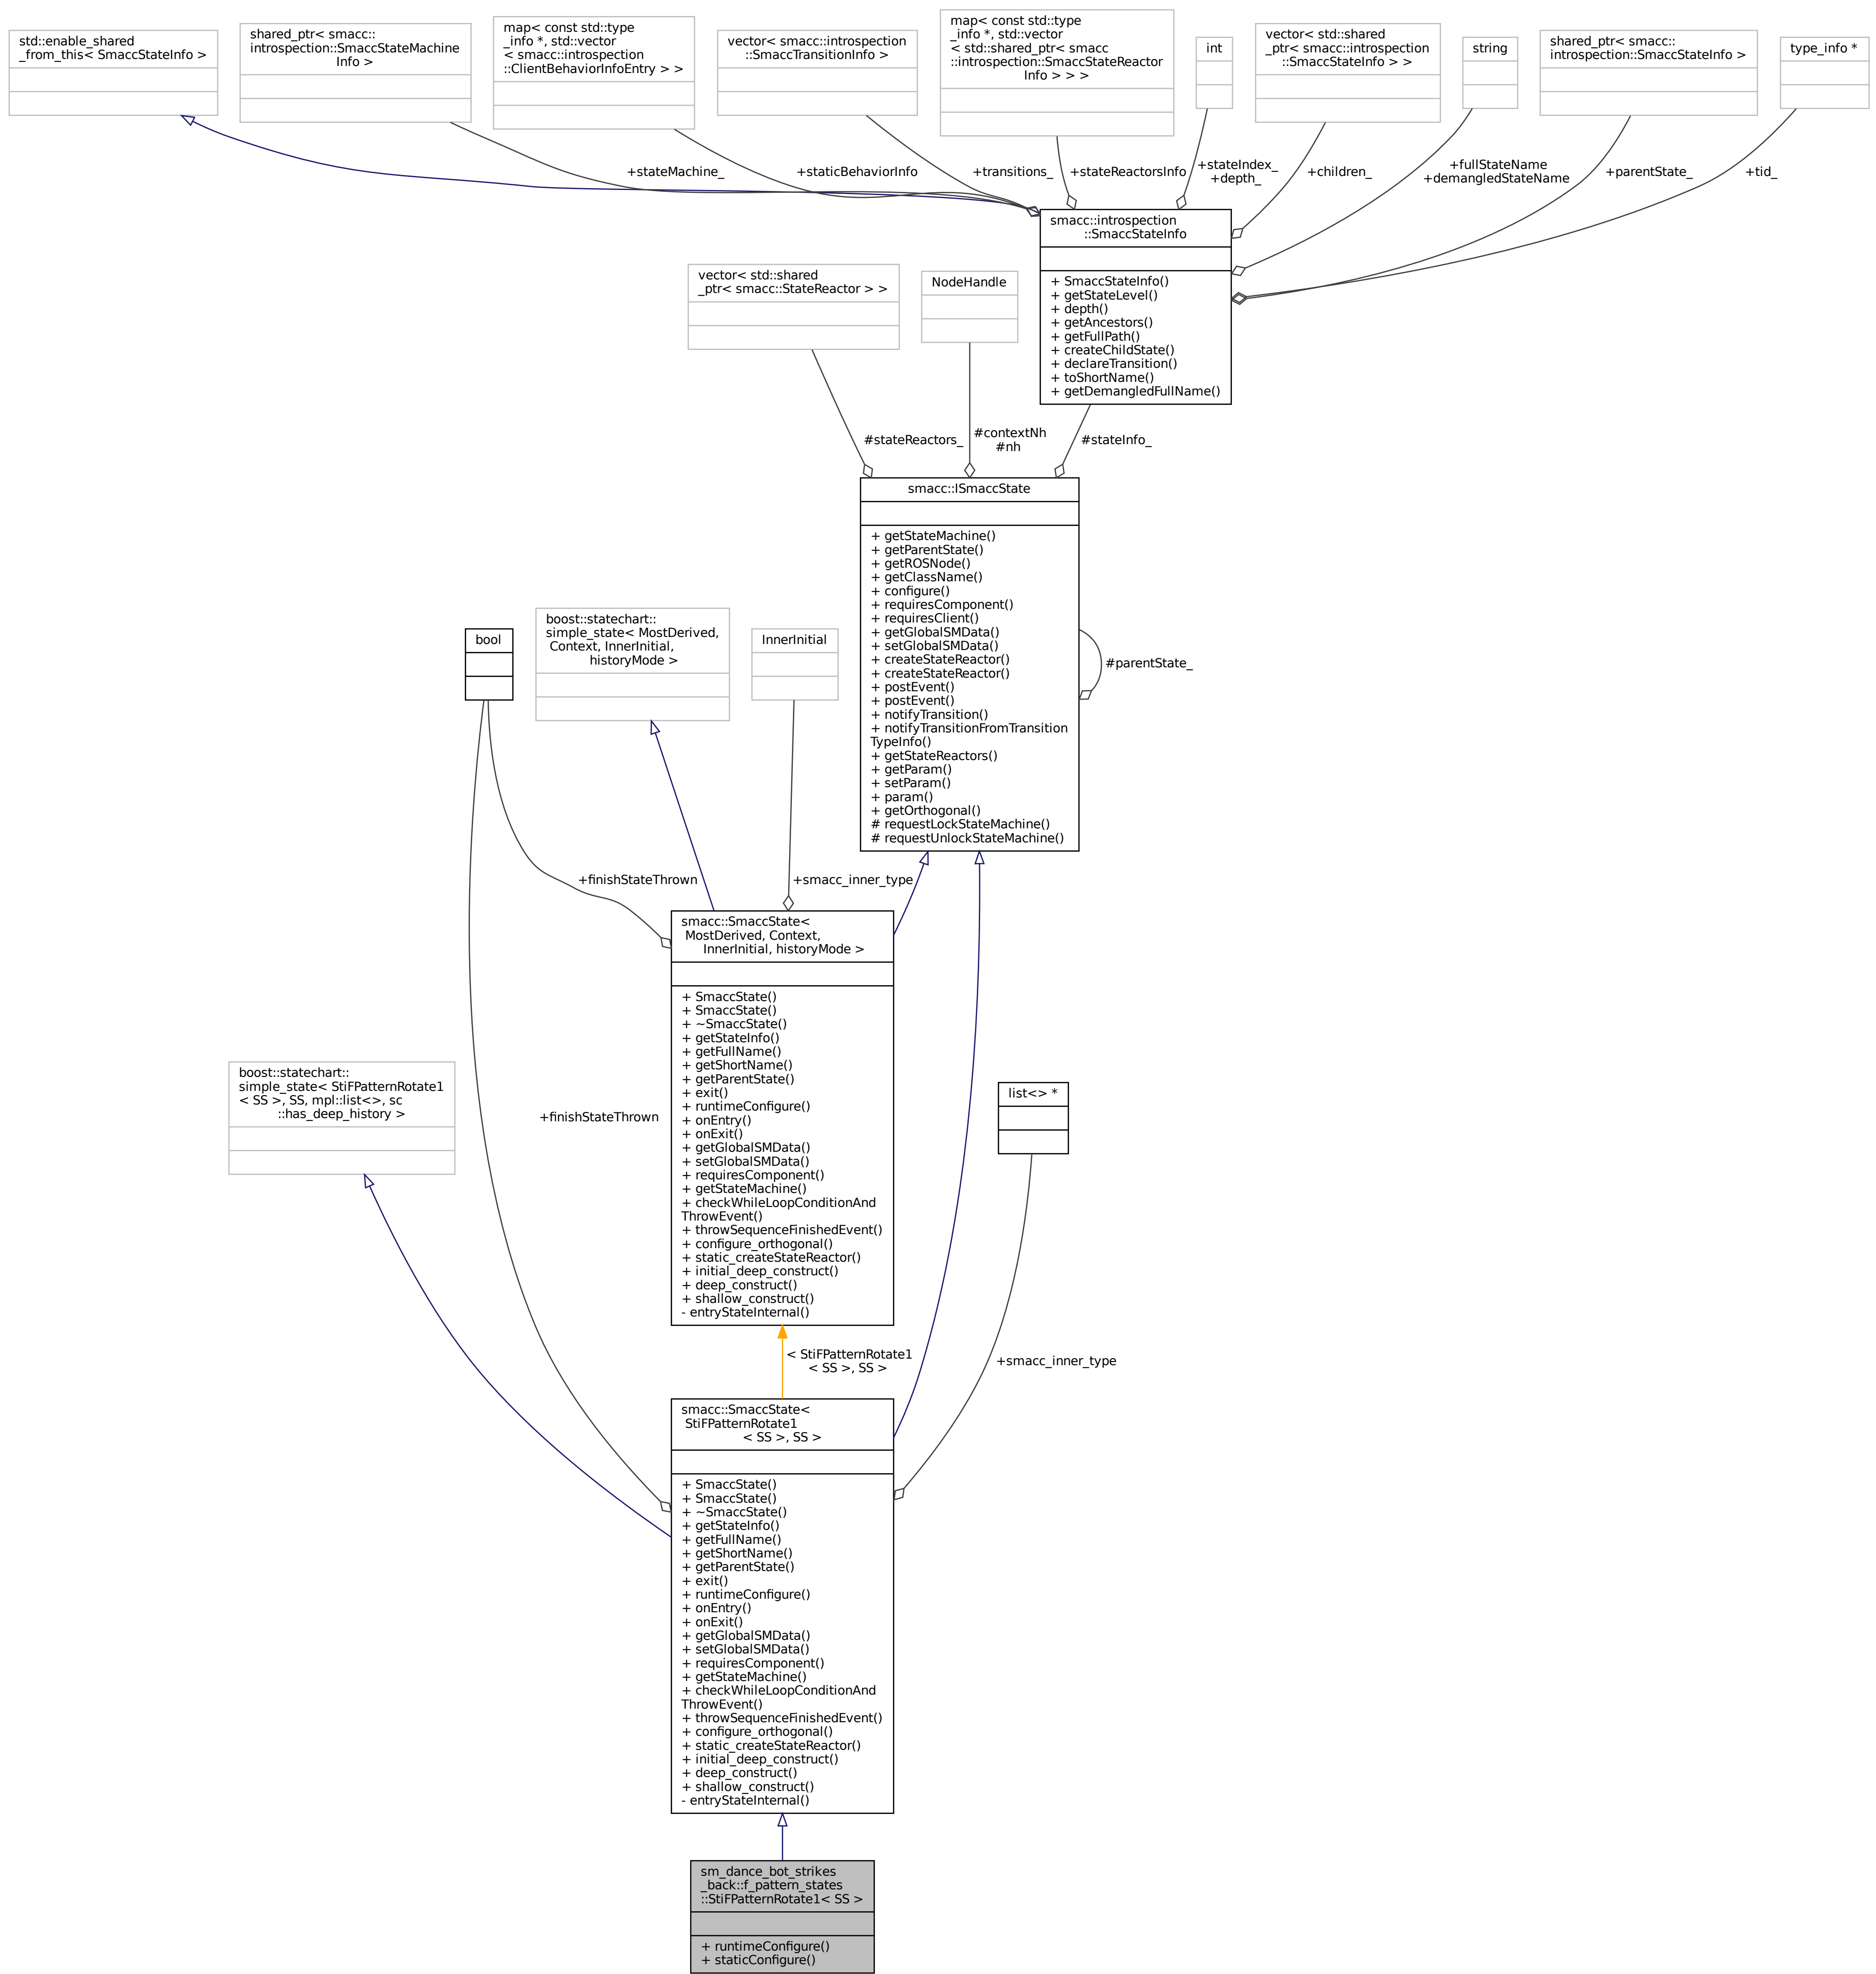 std::enable_shared
_from_this< SmaccStateInfo >
shared_ptr< smacc::
introspection::SmaccStateMachine
Info >
map< const std::type
_info *, std::vector
< smacc::introspection
::ClientBehaviorInfoEntry > >
vector< smacc::introspection
::SmaccTransitionInfo >
map< const std::type
_info *, std::vector
< std::shared_ptr< smacc
::introspection::SmaccStateReactor
Info > > >
int
vector< std::shared
_ptr< smacc::introspection
::SmaccStateInfo > >
string
shared_ptr< smacc::
introspection::SmaccStateInfo >
type_info *
+stateMachine_
+staticBehaviorInfo
+transitions_
+stateReactorsInfo
+stateIndex_
+depth_
+children_
+fullStateName
+demangledStateName
+parentState_
+tid_
smacc::introspection
::SmaccStateInfo
+ SmaccStateInfo()
+ getStateLevel()
+ depth()
+ getAncestors()
+ getFullPath()
+ createChildState()
+ declareTransition()
+ toShortName()
+ getDemangledFullName()
vector< std::shared
_ptr< smacc::StateReactor > >
NodeHandle
#stateReactors_
#contextNh
#nh
#stateInfo_
smacc::ISmaccState
+ getStateMachine()
+ getParentState()
+ getROSNode()
+ getClassName()
+ configure()
+ requiresComponent()
+ requiresClient()
+ getGlobalSMData()
+ setGlobalSMData()
+ createStateReactor()
+ createStateReactor()
+ postEvent()
+ postEvent()
+ notifyTransition()
+ notifyTransitionFromTransition
TypeInfo()
+ getStateReactors()
+ getParam()
+ setParam()
+ param()
+ getOrthogonal()
# requestLockStateMachine()
# requestUnlockStateMachine()
#parentState_
bool
boost::statechart::
simple_state< MostDerived,
Context, InnerInitial,
historyMode >
InnerInitial
+finishStateThrown
+smacc_inner_type
smacc::SmaccState<
MostDerived, Context,
InnerInitial, historyMode >
+ SmaccState()
+ SmaccState()
+ ~SmaccState()
+ getStateInfo()
+ getFullName()
+ getShortName()
+ getParentState()
+ exit()
+ runtimeConfigure()
+ onEntry()
+ onExit()
+ getGlobalSMData()
+ setGlobalSMData()
+ requiresComponent()
+ getStateMachine()
+ checkWhileLoopConditionAnd
ThrowEvent()
+ throwSequenceFinishedEvent()
+ configure_orthogonal()
+ static_createStateReactor()
+ initial_deep_construct()
+ deep_construct()
+ shallow_construct()
- entryStateInternal()
boost::statechart::
simple_state< StiFPatternRotate1
< SS >, SS, mpl::list<>, sc
::has_deep_history >
+finishStateThrown
list<> *
< StiFPatternRotate1
< SS >, SS >
+smacc_inner_type
smacc::SmaccState<
StiFPatternRotate1
< SS >, SS >
+ SmaccState()
+ SmaccState()
+ ~SmaccState()
+ getStateInfo()
+ getFullName()
+ getShortName()
+ getParentState()
+ exit()
+ runtimeConfigure()
+ onEntry()
+ onExit()
+ getGlobalSMData()
+ setGlobalSMData()
+ requiresComponent()
+ getStateMachine()
+ checkWhileLoopConditionAnd
ThrowEvent()
+ throwSequenceFinishedEvent()
+ configure_orthogonal()
+ static_createStateReactor()
+ initial_deep_construct()
+ deep_construct()
+ shallow_construct()
- entryStateInternal()
sm_dance_bot_strikes
_back::f_pattern_states
::StiFPatternRotate1< SS >
+ runtimeConfigure()
+ staticConfigure()